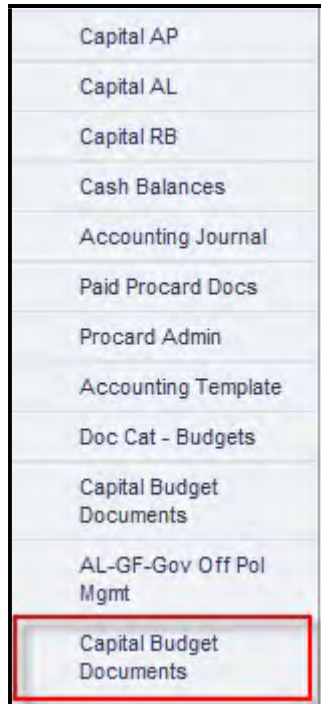 Capital AP
Capital AL
Capital RB
Cash Balances
Accounting Journal
Paid Procard Docs
Procard Admin
Accounting Template
Doc Cat - Budgets
Capital Budget
Documents
AL-GF-Gov Off Pol
Mgmt
Capital Budget
Documents